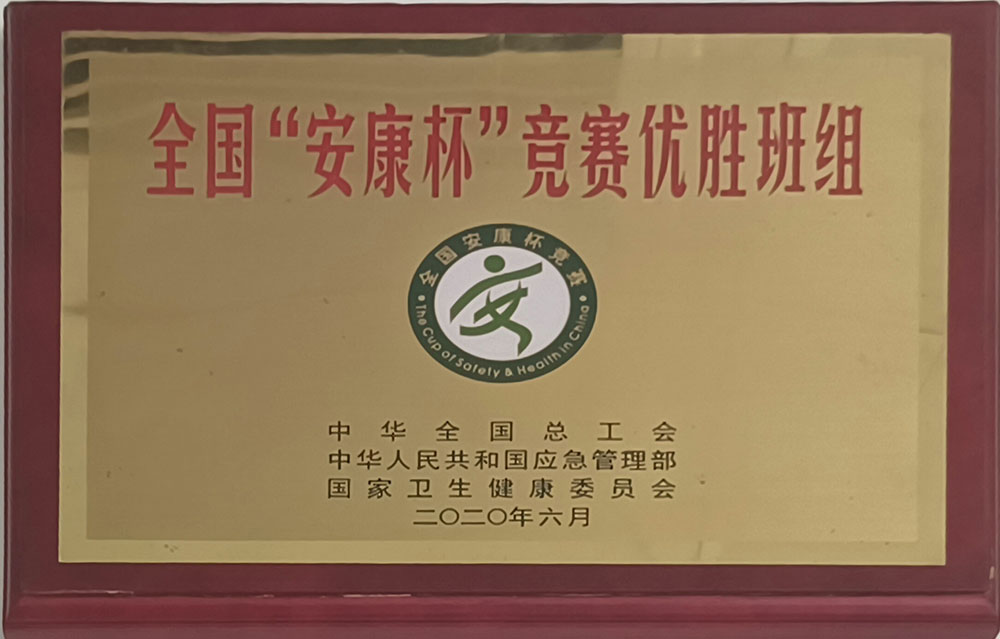 全国“安康杯”竞赛优胜班组
全国安康杯竞赛
The Cup of Safety & Health in China
中华全国总工会
中华人民共和国应急管理部
国家卫生健康委员会
二〇二〇年六月